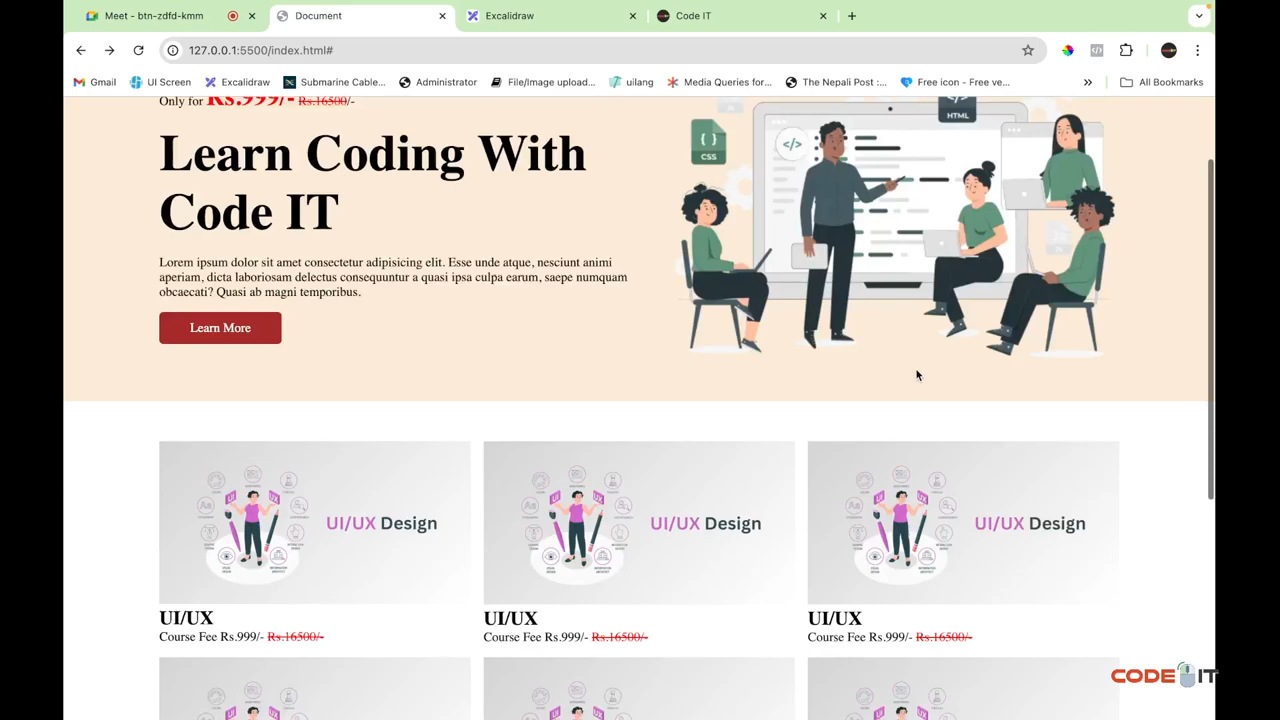 Meet - btn-zdfd-kmm
Document
Excalidraw
Code IT
127.0.0.1:5500/index.html#
Gmail
UI Screen
Excalidraw
Submarine Cable...
Administrator
File/Image upload...
uilang
Media Queries for...
The Nepali Post :...
Free icon - Free ve...
»
All Bookmarks
Only for Rs.999/- Rs.16500/-
Learn Coding With
Code IT
Lorem ipsum dolor sit amet consectetur adipisicing elit. Esse unde atque, nesciunt animi
aperiam, dicta laboriosam delectus consequuntur a quasi ipsa culpa earum, saepe numquam
obcaecati? Quasi ab magni temporibus.
Learn More
{ }
CSS
</>
HTML
UI/UX Design
UI/UX Design
UI/UX Design
UI/UX
UI/UX
UI/UX
Course Fee Rs.999/- Rs.16500/-
Course Fee Rs.999/- Rs.16500/-
Course Fee Rs.999/- Rs.16500/-
CODE IT